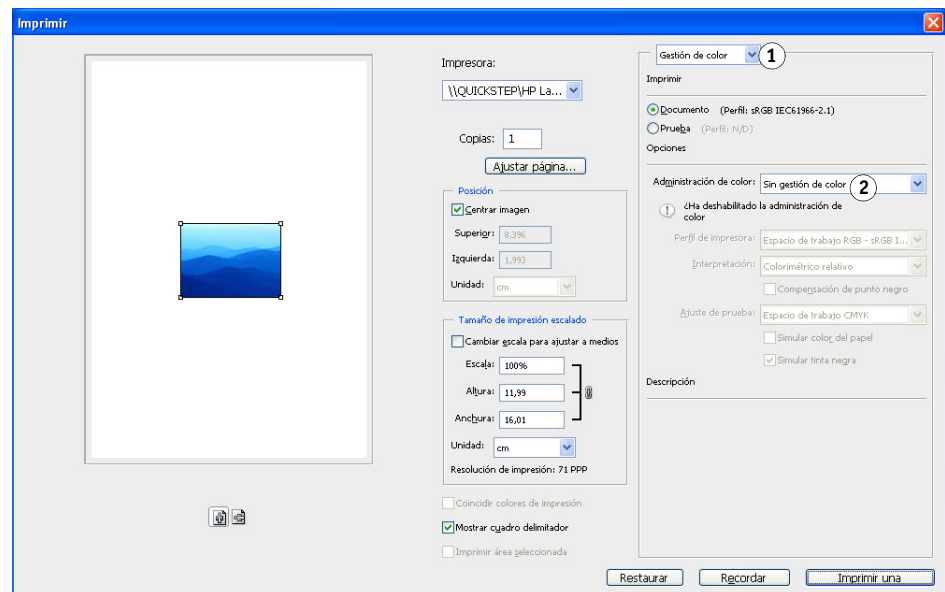 Imprimir
Impresora:
\\QUICKSTEP\HP La...
Copias: 1
Ajustar página...
Posición
Centrar imagen
Superior: 8,396
Izquierda: 1,993
Unidad: cm
Tamaño de impresión escalado
Cambiar escala para ajustar a medios
Escala: 100%
Altura: 11,99
Anchura: 16,01
Unidad: cm
Resolución de impresión: 71 PPP
Coincidir colores de impresión
Mostrar cuadro delimitador
Imprimir área seleccionada
Gestión de color 1
Imprimir
Documento (Perfil: sRGB IEC61966-2.1)
Prueba (Perfil: N/D)
Opciones
Administración de color: Sin gestión de color 2
¿Ha deshabilitado la administración de
color
Perfil de impresora: Espacio de trabajo RGB - sRGB I...
Interpretación: Colorimétrico relativo
Compensación de punto negro
Ajuste de prueba: Espacio de trabajo CMYK
Simular color del papel
Simular tinta negra
Descripción
Restaurar Recordar Imprimir una